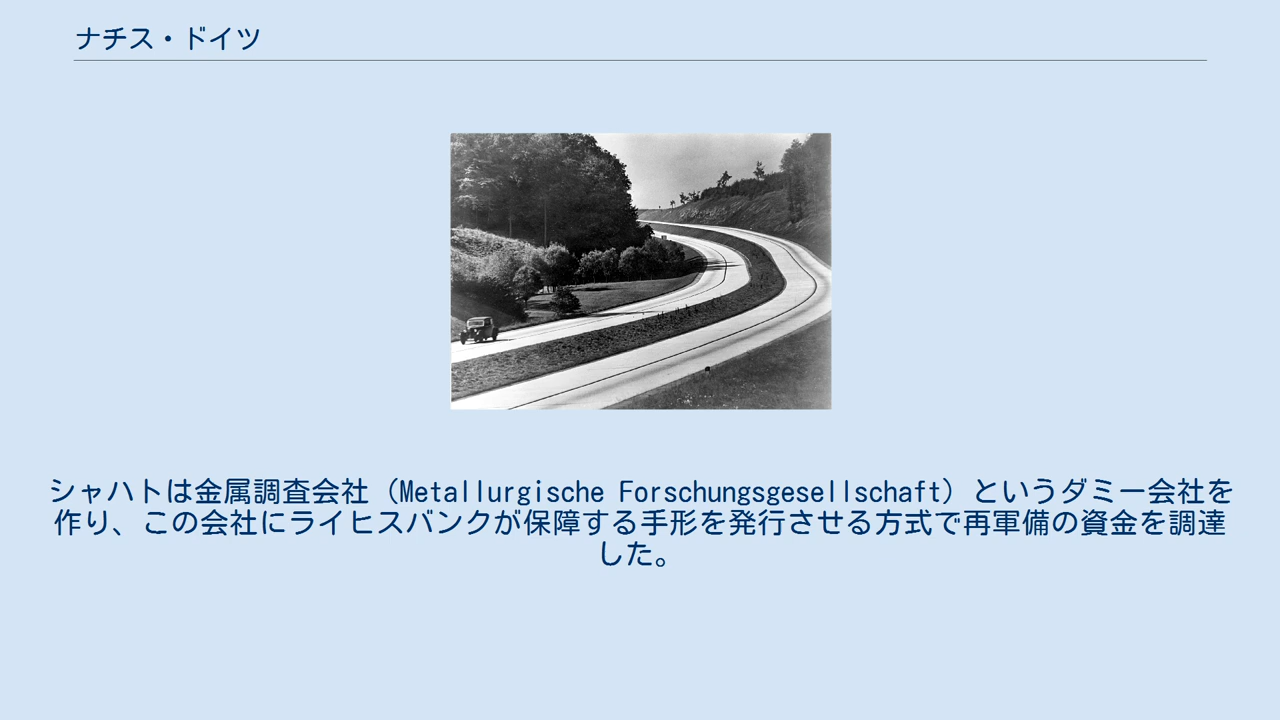 ナチス・ドイツ
シャハトは金属調査会社（Metallurgische Forschungsgesellschaft）というダミー会社を
作り、この会社にライヒスバンクが保障する手形を発行させる方式で再軍備の資金を調達
した。